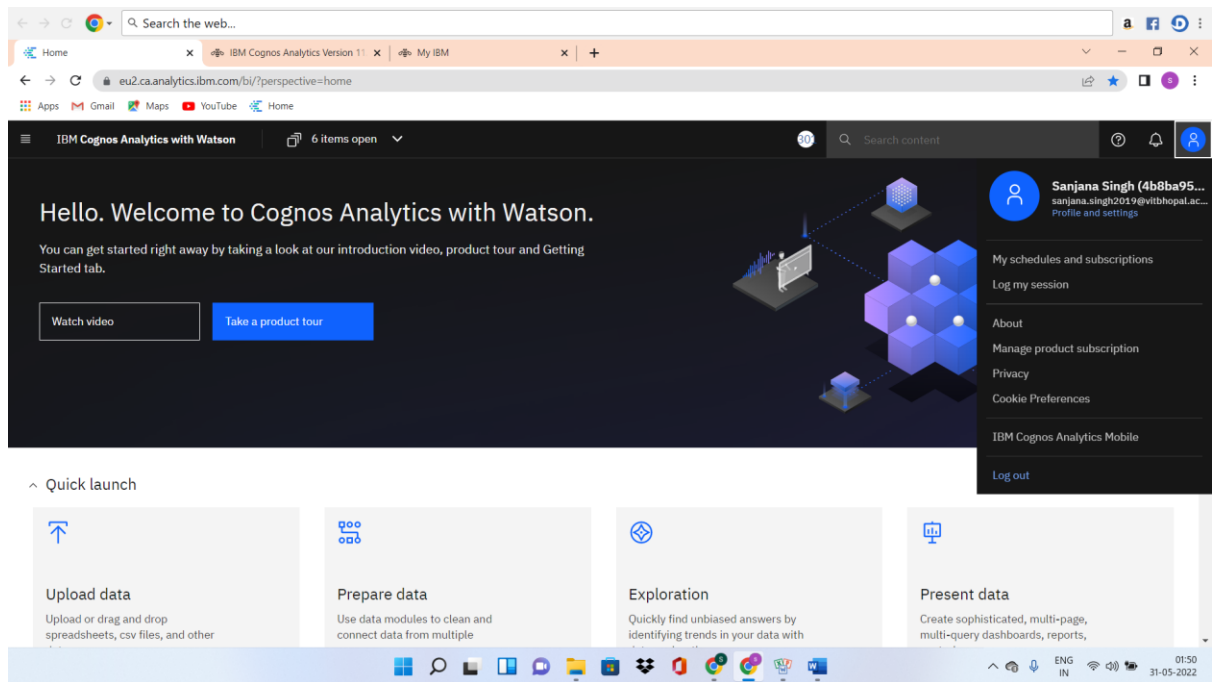 Search the web...
a
Home
IBM Cognos Analytics Version 11
My IBM
eu2.ca.analytics.ibm.com/bi/?perspective=home
s
Apps
Gmail
Maps
YouTube
Home
IBM Cognos Analytics with Watson
6 items open
30
Search content
Hello. Welcome to Cognos Analytics with Watson.
You can get started right away by taking a look at our introduction video, product tour and Getting
Started tab.
Watch video
Take a product tour
Sanjana Singh (4b8ba95...
sanjana.singh2019@vitbhopal.ac...
Profile and settings
My schedules and subscriptions
Log my session
About
Manage product subscription
Privacy
Cookie Preferences
IBM Cognos Analytics Mobile
Log out
Quick launch
Upload data
Upload or drag and drop
spreadsheets, csv files, and other
Prepare data
Use data modules to clean and
connect data from multiple
Exploration
Quickly find unbiased answers by
identifying trends in your data with
Present data
Create sophisticated, multi-page,
multi-query dashboards, reports,
ENG
IN
01:50
31-05-2022